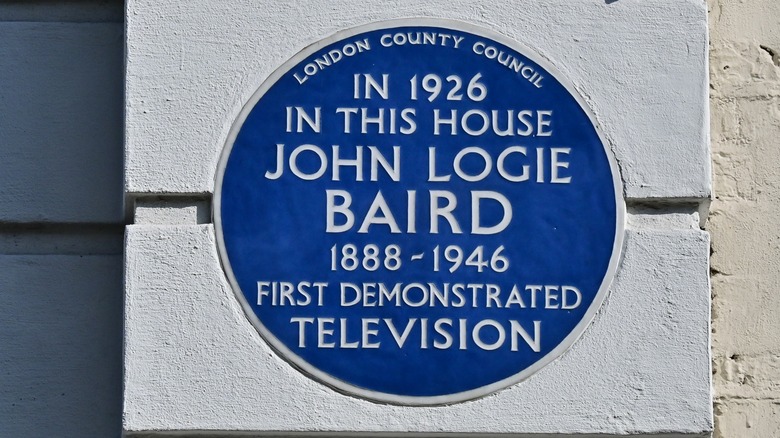 LONDON COUNTY COUNCIL
IN 1926
IN THIS HOUSE
JOHN LOGIE
BAIRD
1888 - 1946
FIRST DEMONSTRATED
TELEVISION